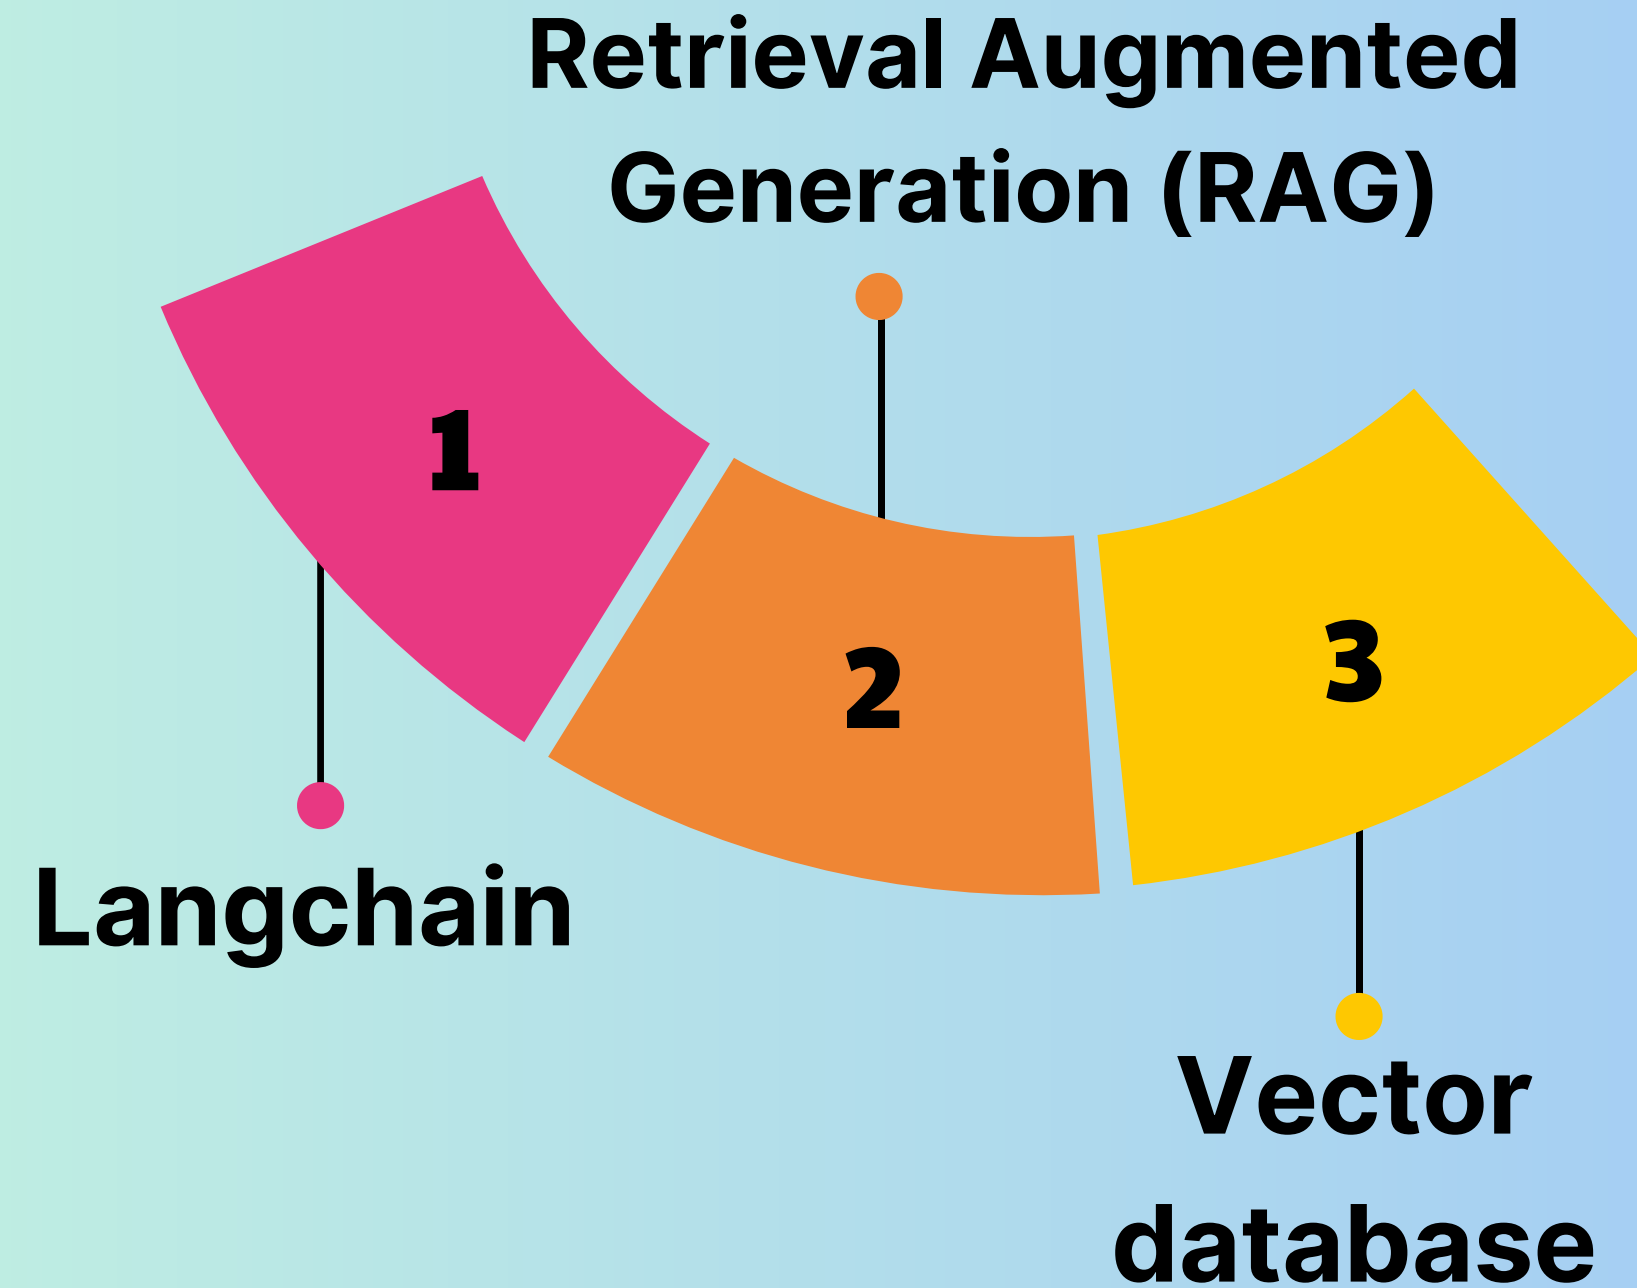 Retrieval Augmented
Generation (RAG)
1
2
3
Langchain
Vector
database